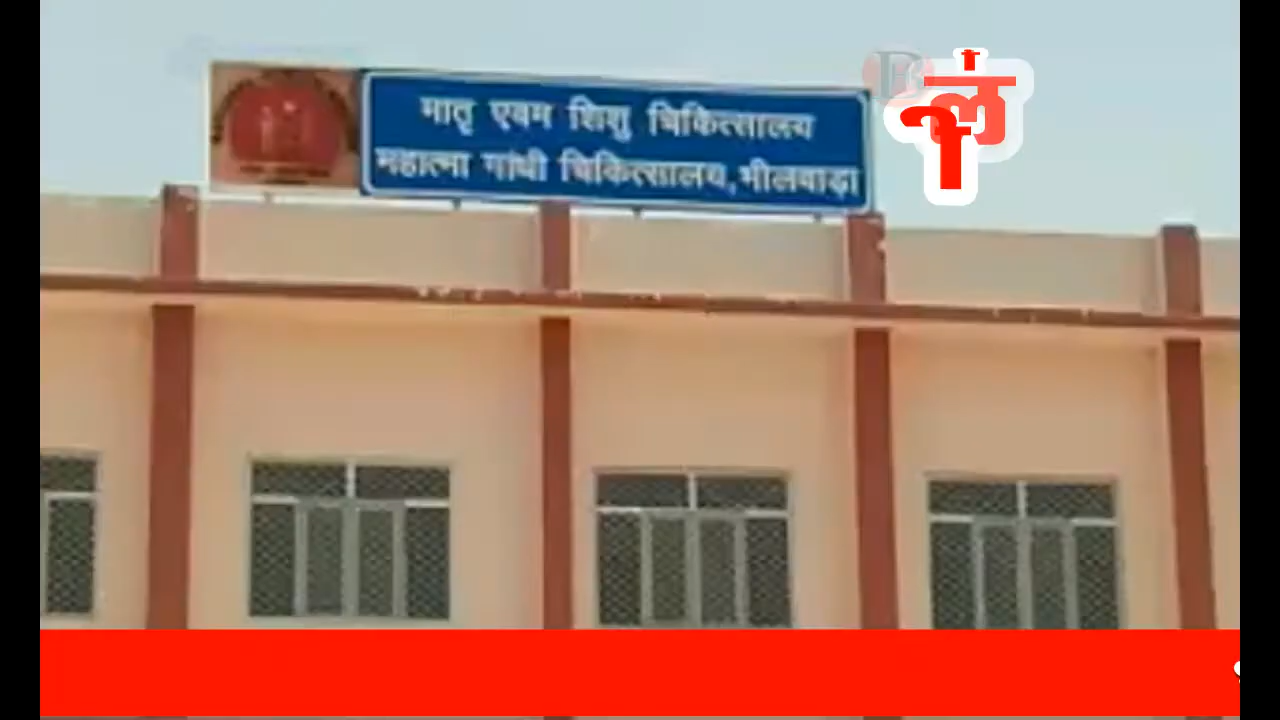 मातृ एवम शिशु चिकित्सालय
महात्मा गांधी चिकित्सालय,भीलवाड़ा